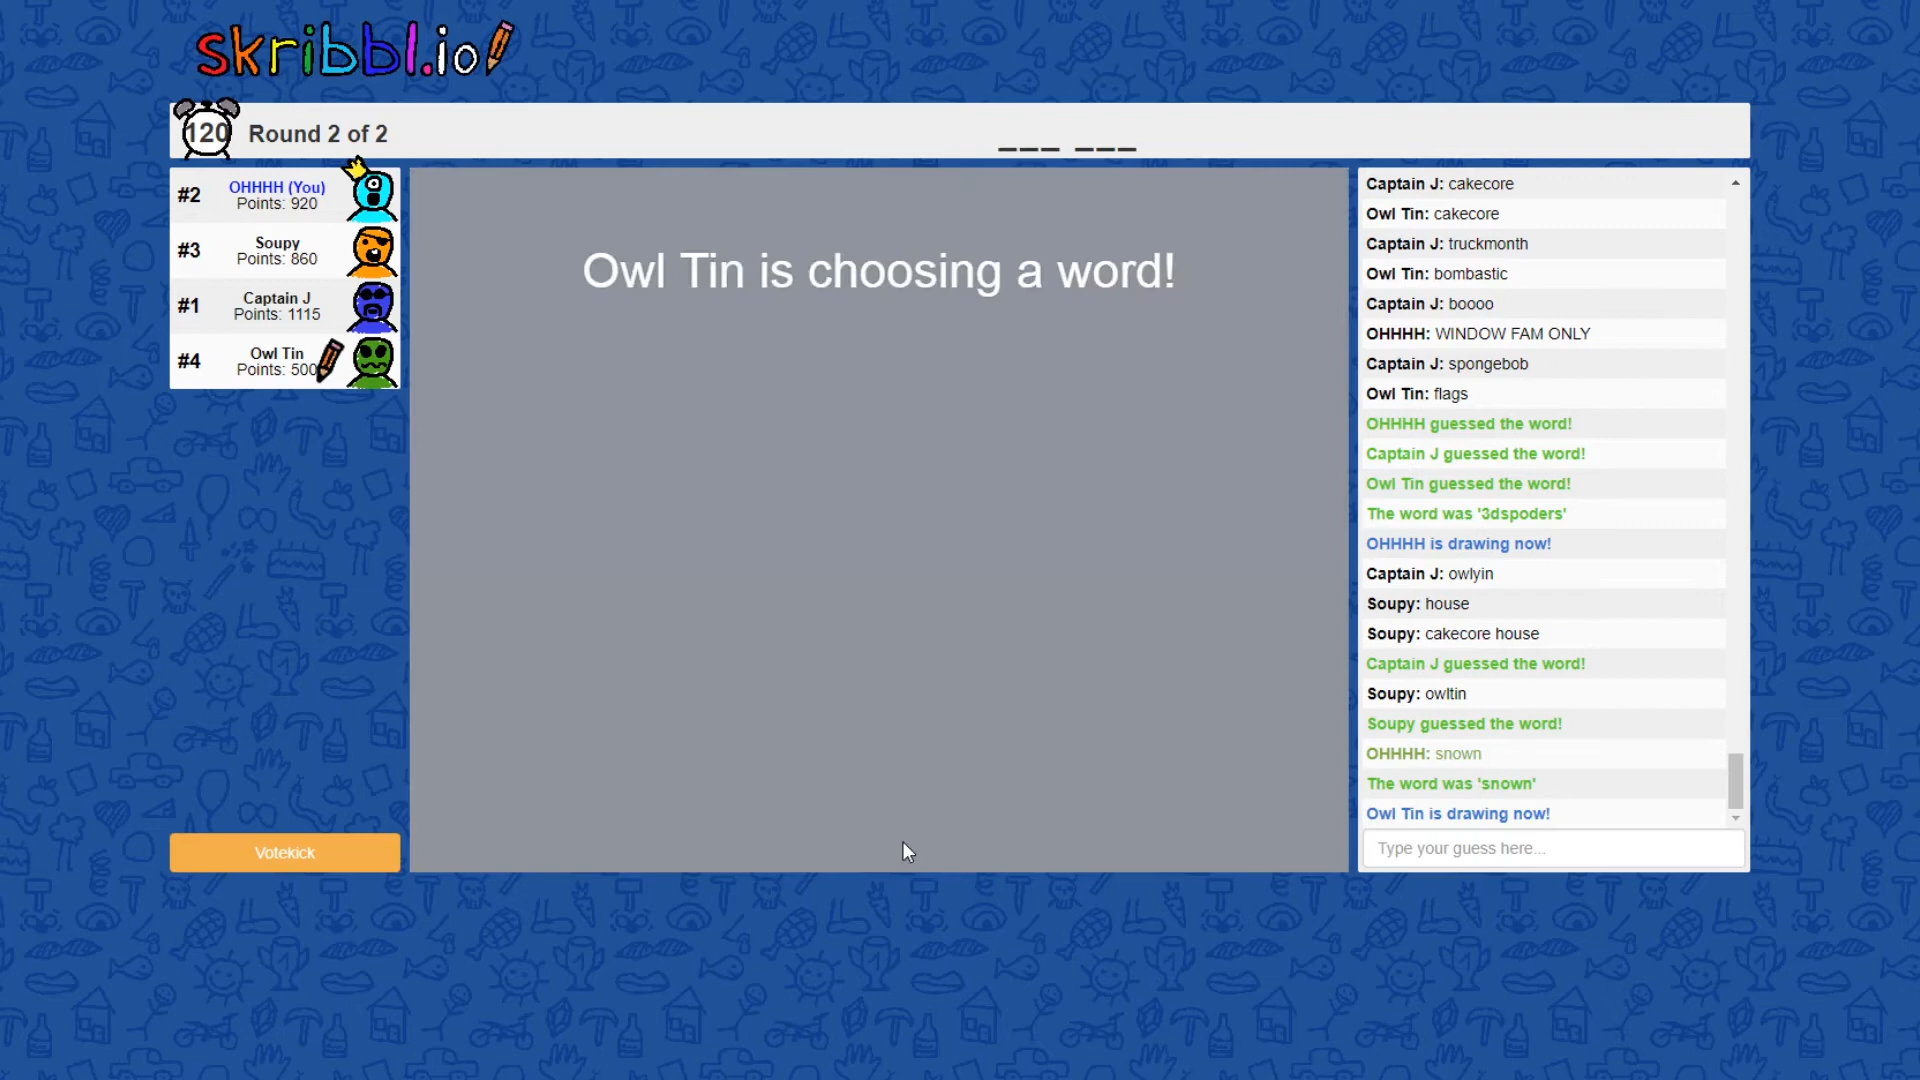 skribbl.io
120
Round 2 of 2
___ ___
#2
OHHHH (You)
Points: 920
#3
Soupy
Points: 860
#1
Captain J
Points: 1115
#4
Owl Tin
Points: 500
Votekick
Owl Tin is choosing a word!
Captain J: cakecore
Owl Tin: cakecore
Captain J: truckmonth
Owl Tin: bombastic
Captain J: boooo
OHHHH: WINDOW FAM ONLY
Captain J: spongebob
Owl Tin: flags
OHHHH guessed the word!
Captain J guessed the word!
Owl Tin guessed the word!
The word was '3dspoders'
OHHHH is drawing now!
Captain J: owlyin
Soupy: house
Soupy: cakecore house
Captain J guessed the word!
Soupy: owltin
Soupy guessed the word!
OHHHH: snown
The word was 'snown'
Owl Tin is drawing now!
Type your guess here...